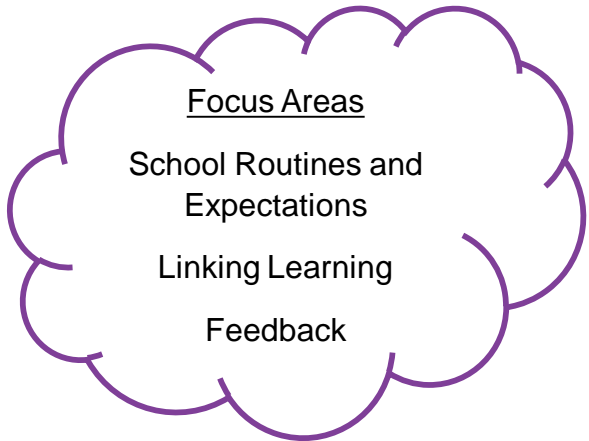 Focus Areas
School Routines and
Expectations
Linking Learning
Feedback